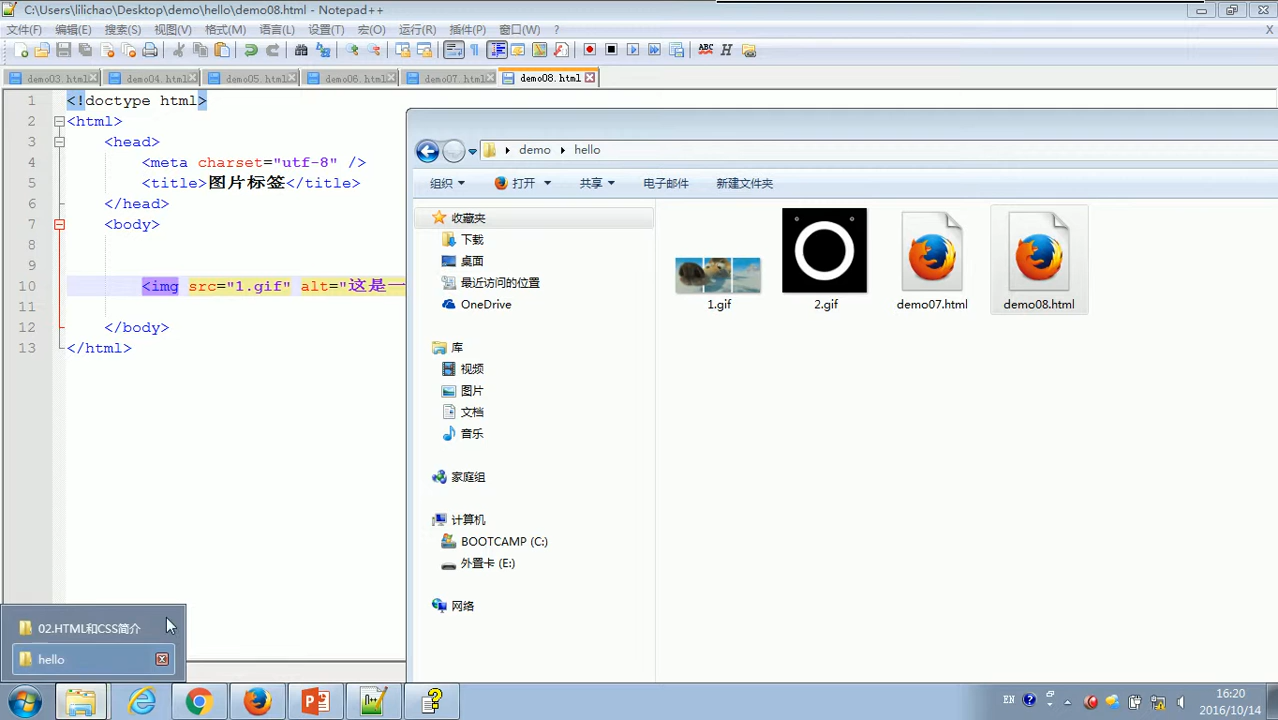 C:\Users\lilichao\Desktop\demo\hello\demo08.html - Notepad++
文件(F) 编辑(E) 搜索(S) 视图(V) 格式(M) 语言(L) 设置(T) 宏(O) 运行(R) 插件(P) 窗口(W) ? X
demo03.html demo04.html demo05.html demo06.html demo07.html demo08.html
1 <!doctype html>
2 <html>
3 <head>
4 <meta charset="utf-8" />
5 <title>图片标签</title>
6 </head>
7 <body>
8
9
10 <img src="1.gif" alt="这是一
11
12 </body>
13 </html>
demo hello
组织 打开 共享 电子邮件 新建文件夹
收藏夹
下载
桌面
最近访问的位置
OneDrive
库
视频
图片
文档
音乐
家庭组
计算机
BOOTCAMP (C:)
外置卡 (E:)
网络
1.gif 2.gif demo07.html demo08.html
02.HTML和CSS简介
hello
EN
16:20
2016/10/14